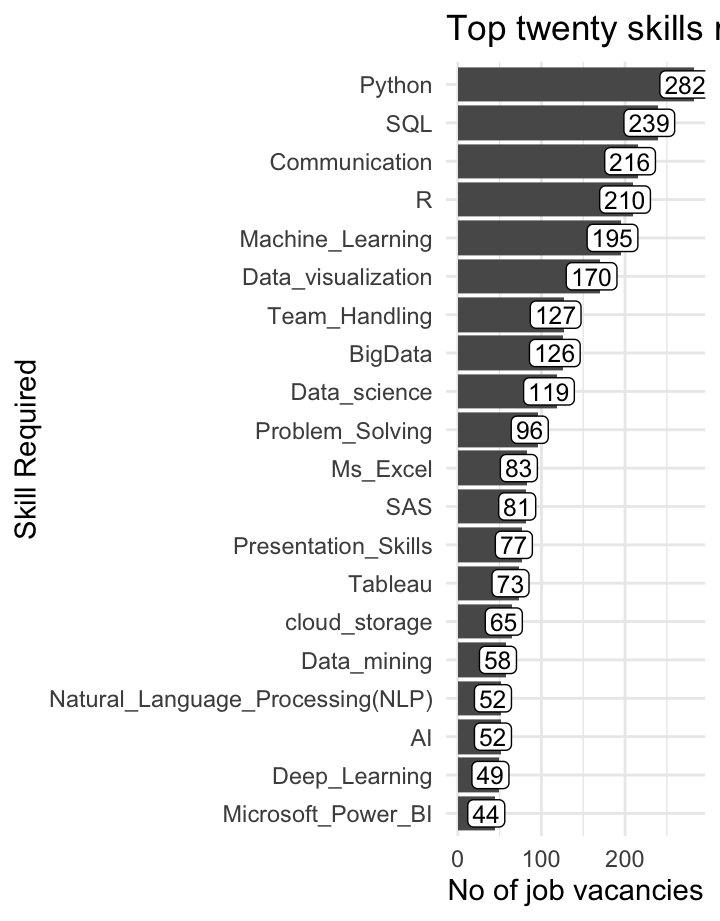 Top twenty skills
Python 282
SQL 239
Communication 216
R 210
Machine_Learning 195
Data_visualization 170
Team_Handling 127
BigData 126
Data_science 119
Problem_Solving 96
Ms_Excel 83
SAS 81
Presentation_Skills 77
Tableau 73
cloud_storage 65
Data_mining 58
Natural_Language_Processing(NLP) 52
AI 52
Deep_Learning 49
Microsoft_Power_BI 44
0 100 200
No of job vacancies
Skill Required